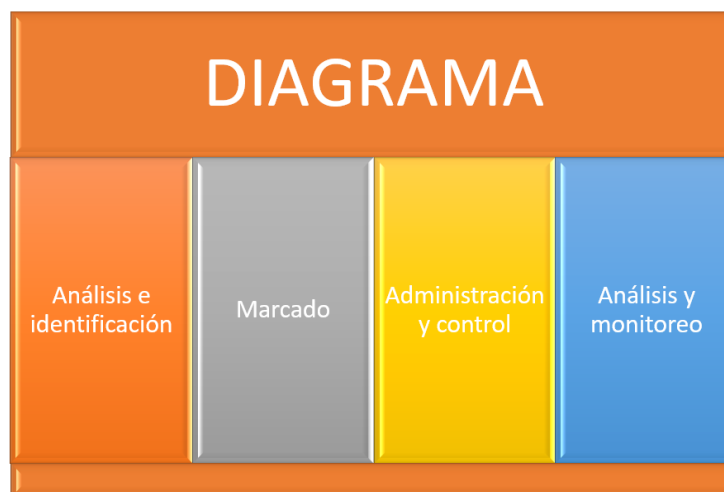 DIAGRAMA
Análisis e
identificación
Marcado
Administración
y control
Análisis y
monitoreo